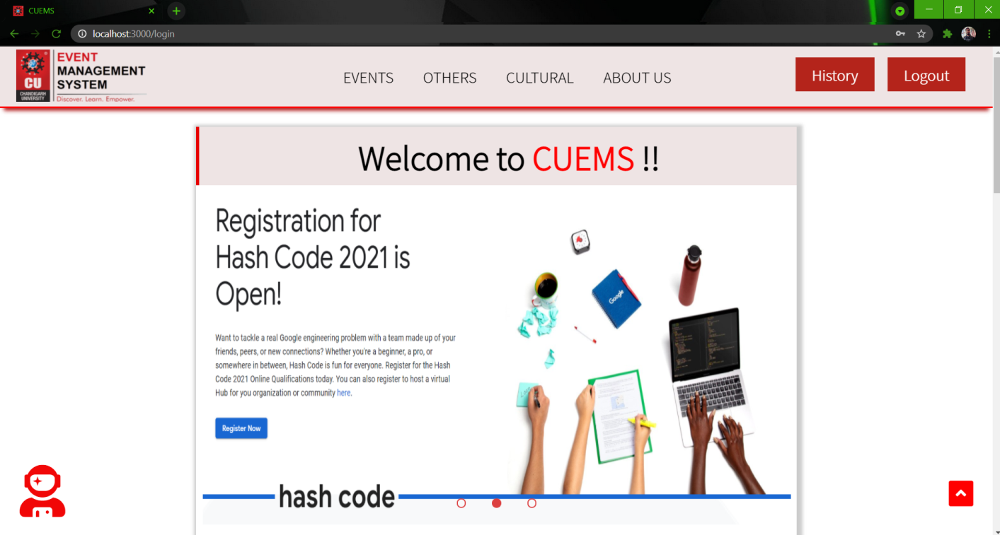 CUEMS
localhost:3000/login
CU
CHANDIGARH
UNIVERSITY
EVENT
MANAGEMENT
SYSTEM
Discover. Learn. Empower.
EVENTS OTHERS CULTURAL ABOUT US
History Logout
Welcome to CUEMS !!
Registration for
Hash Code 2021 is
Open!
Want to tackle a real Google engineering problem with a team made up of your
friends, peers, or new connections? Whether you're a beginner, a pro, or
somewhere in between, Hash Code is fun for everyone. Register for the Hash
Code 2021 Online Qualifications today. You can also register to host a virtual
Hub for you organization or community here.
Register Now
Google
hash code